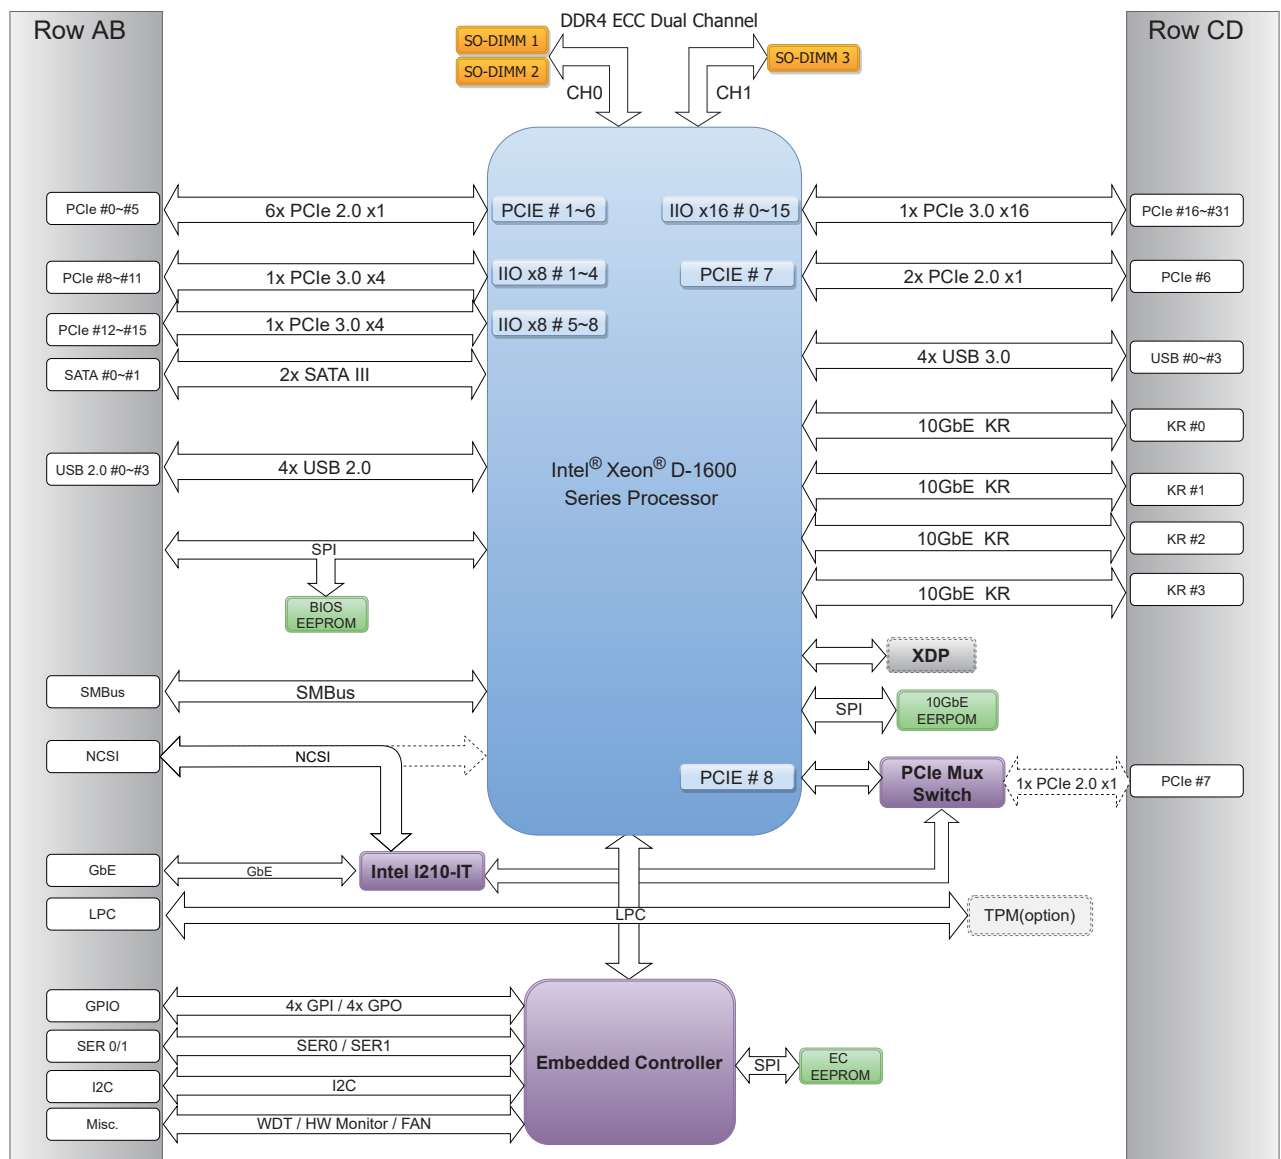 Row AB
DDR4 ECC Dual Channel
Row CD
SO-DIMM 1
SO-DIMM 2
SO-DIMM 3
CH0
CH1
PCIe #0~#5
6x PCIe 2.0 x1
PCIE # 1~6
IIO x16 # 0~15
1x PCIe 3.0 x16
PCIe #16~#31
PCIe #8~#11
1x PCIe 3.0 x4
IIO x8 # 1~4
PCIE # 7
2x PCIe 2.0 x1
PCIe #6
PCIe #12~#15
1x PCIe 3.0 x4
IIO x8 # 5~8
SATA #0~#1
2x SATA III
4x USB 3.0
USB #0~#3
10GbE KR
KR #0
USB 2.0 #0~#3
4x USB 2.0
Intel® Xeon® D-1600
Series Processor
10GbE KR
KR #1
10GbE KR
KR #2
SPI
BIOS
EEPROM
10GbE KR
KR #3
XDP
SMBus
SMBus
SPI
10GbE
EERPOM
NCSI
NCSI
PCIE # 8
PCIe Mux
Switch
1x PCIe 2.0 x1
PCIe #7
GbE
GbE
Intel I210-IT
LPC
LPC
TPM(option)
GPIO
4x GPI / 4x GPO
SER 0/1
SER0 / SER1
Embedded Controller
SPI
EC
EEPROM
I2C
I2C
Misc.
WDT / HW Monitor / FAN